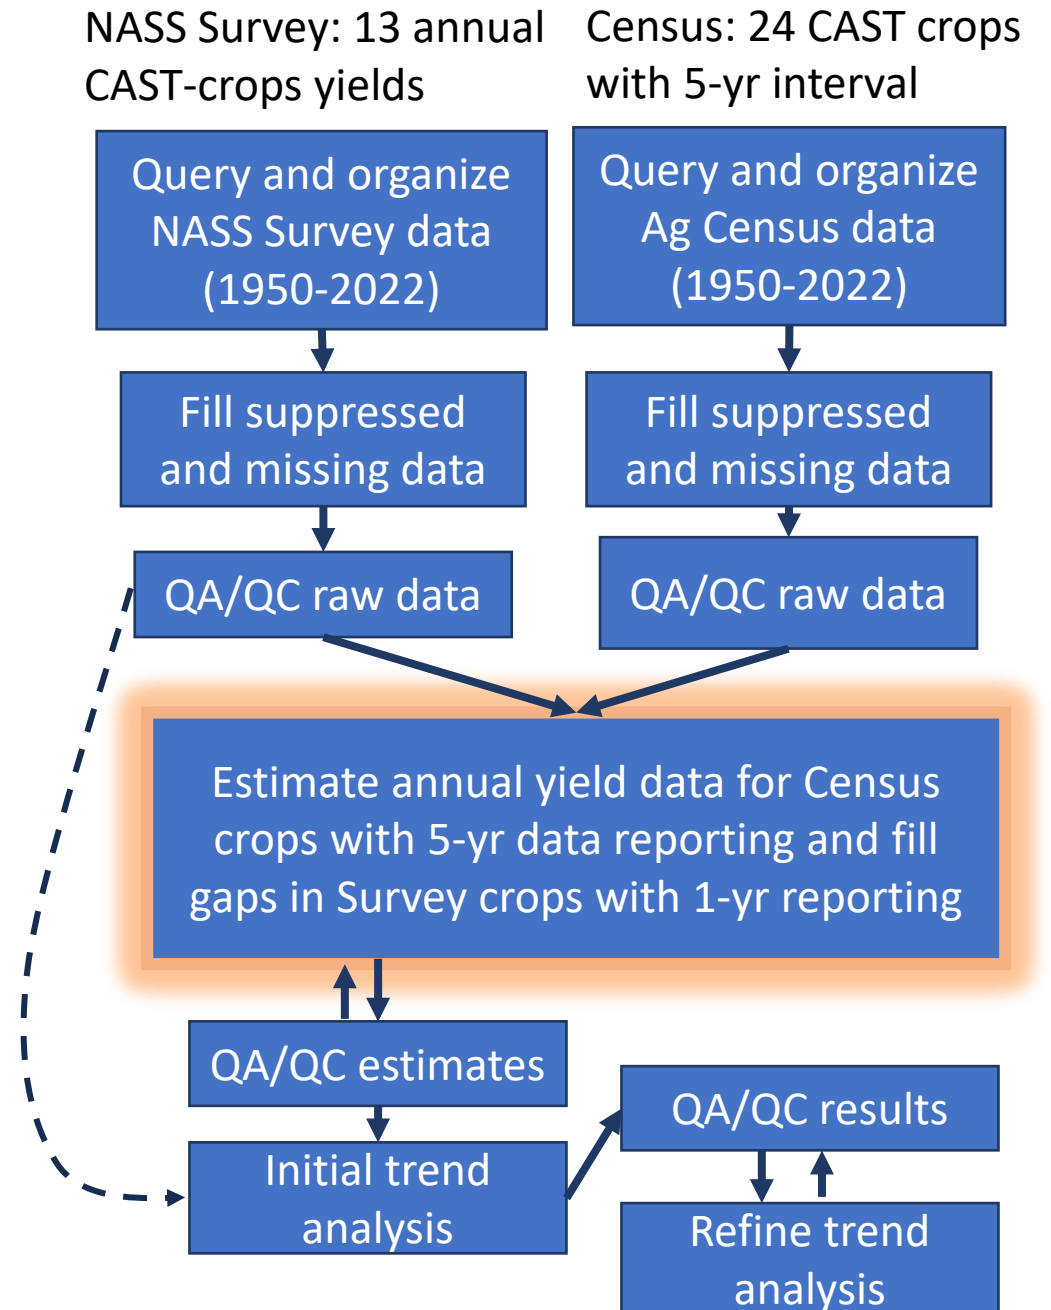 NASS Survey: 13 annual
CAST-crops yields
Census: 24 CAST crops
with 5-yr interval
Query and organize
NASS Survey data
(1950-2022)
Query and organize
Ag Census data
(1950-2022)
Fill suppressed
and missing data
Fill suppressed
and missing data
QA/QC raw data
QA/QC raw data
Estimate annual yield data for Census
crops with 5-yr data reporting and fill
gaps in Survey crops with 1-yr reporting
QA/QC estimates
Initial trend
analysis
QA/QC results
Refine trend
analysis